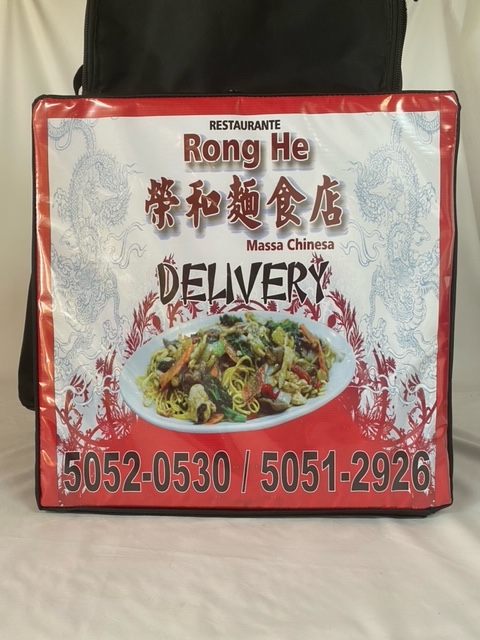 RESTAURANTE
Rong He
榮和麵食店
Massa Chinesa
DELIVERY
5052-0530 / 5051-2926